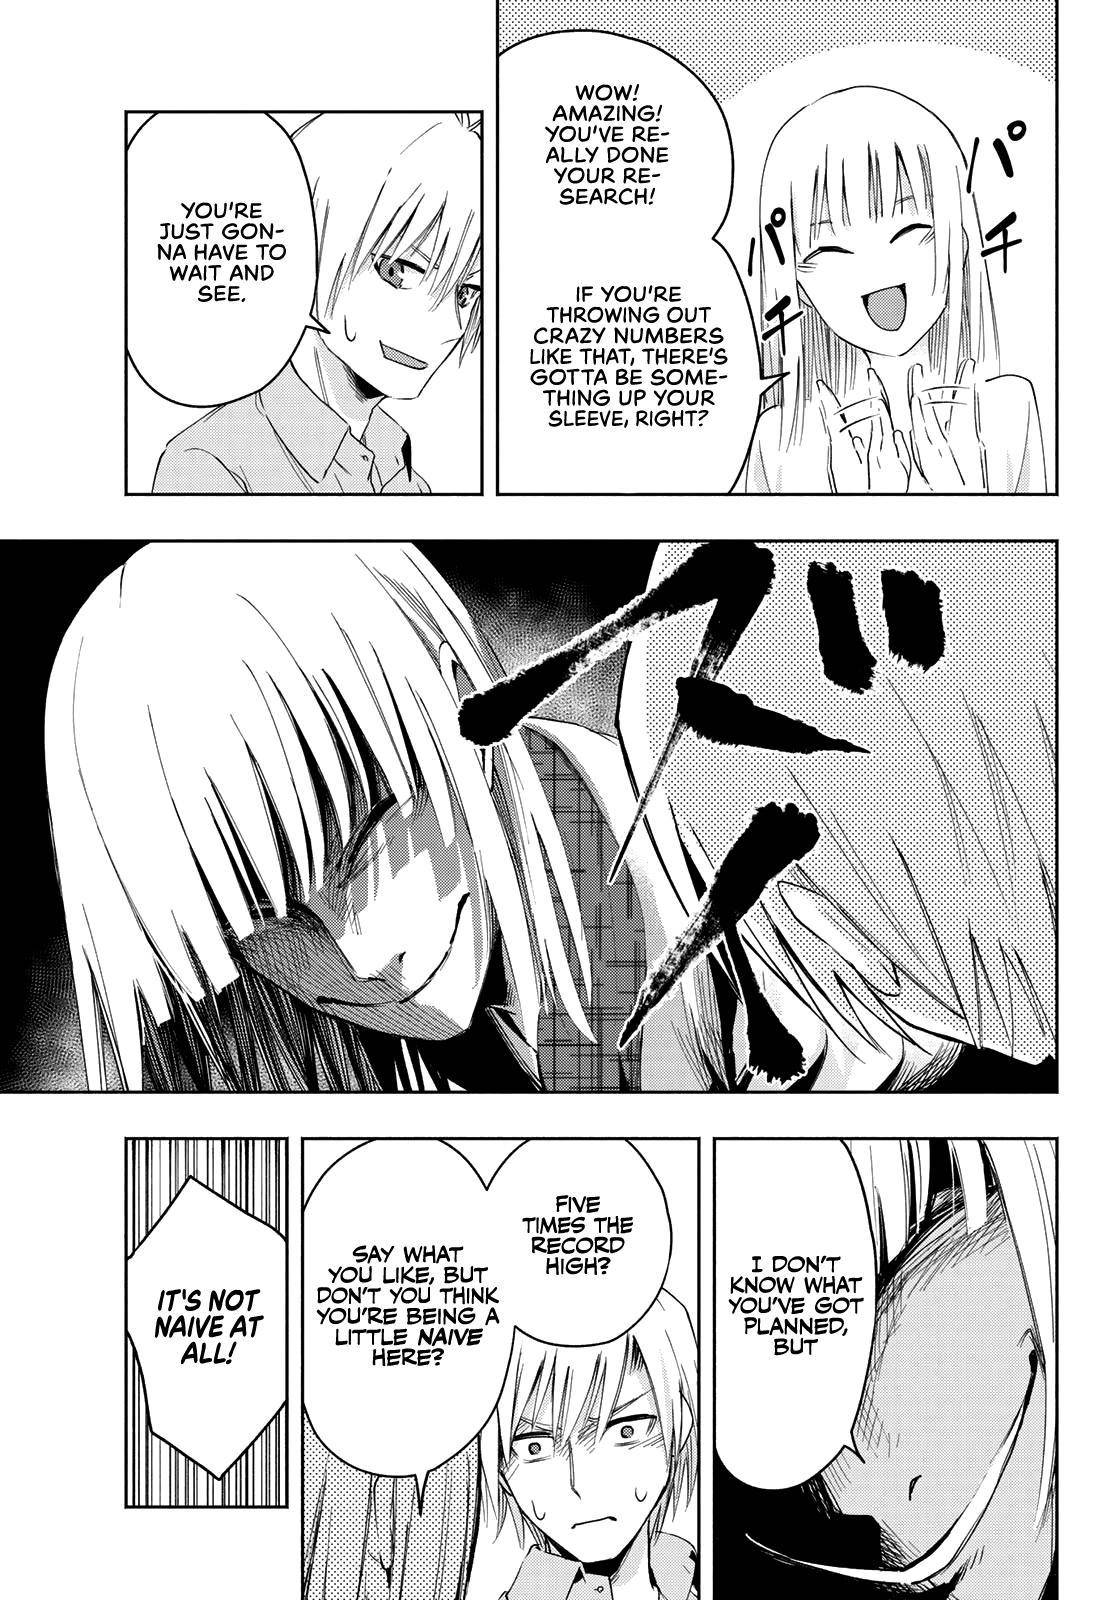 WOW!
AMAZING!
YOU'VE RE-
ALLY DONE
YOUR RE-
SEARCH!
IF YOU'RE
THROWING OUT
CRAZY NUMBERS
LIKE THAT, THERE'S
GOTTA BE SOME-
THING UP YOUR
SLEEVE, RIGHT?
パチ
パチ
YOU'RE
JUST GON-
NA HAVE TO
WAIT AND
SEE.
ズイッ
I DON'T
KNOW WHAT
YOU'VE GOT
PLANNED,
BUT
FIVE
TIMES THE
RECORD
HIGH?
SAY WHAT
YOU LIKE, BUT
DON'T YOU THINK
YOU'RE BEING A
LITTLE NAIVE
HERE?
IT'S NOT
NAIVE AT
ALL!